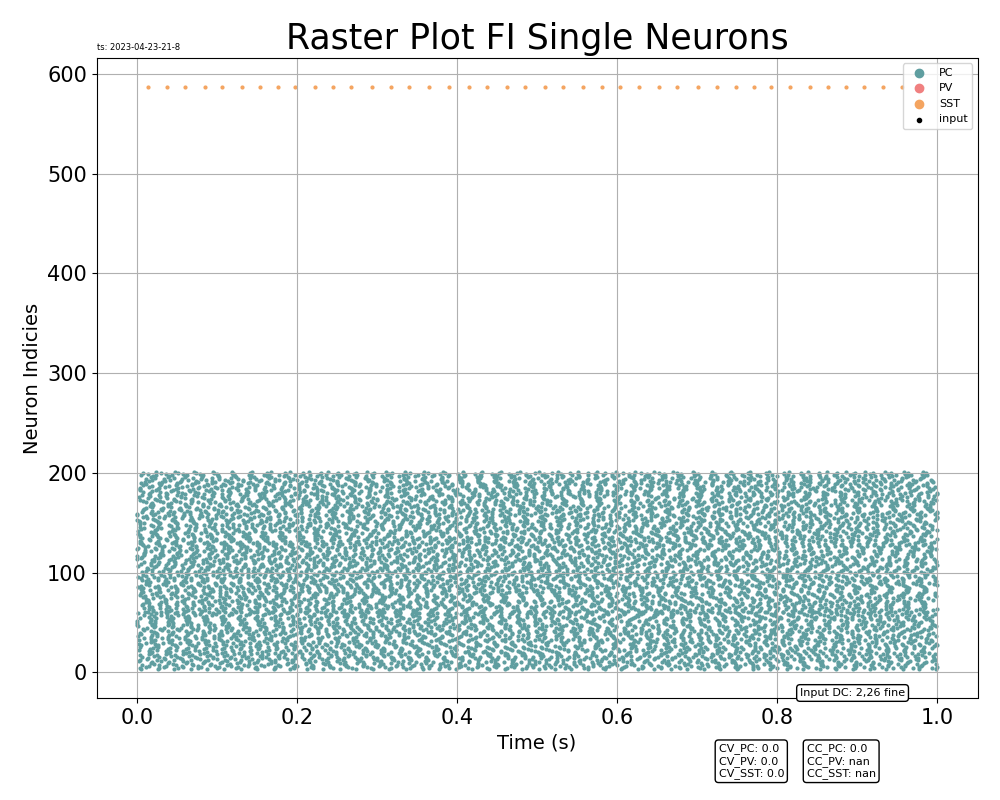 Raster Plot FI Single Neurons
ts: 2023-04-23-21-8
600
500
400
300
200
100
0
Neuron Indicies
PC
PV
SST
input
Input DC: 2,26 fine
0.0 0.2 0.4 0.6 0.8 1.0
Time (s)
CV_PC: 0.0
CV_PV: 0.0
CV_SST: 0.0
CC_PC: 0.0
CC_PV: nan
CC_SST: nan